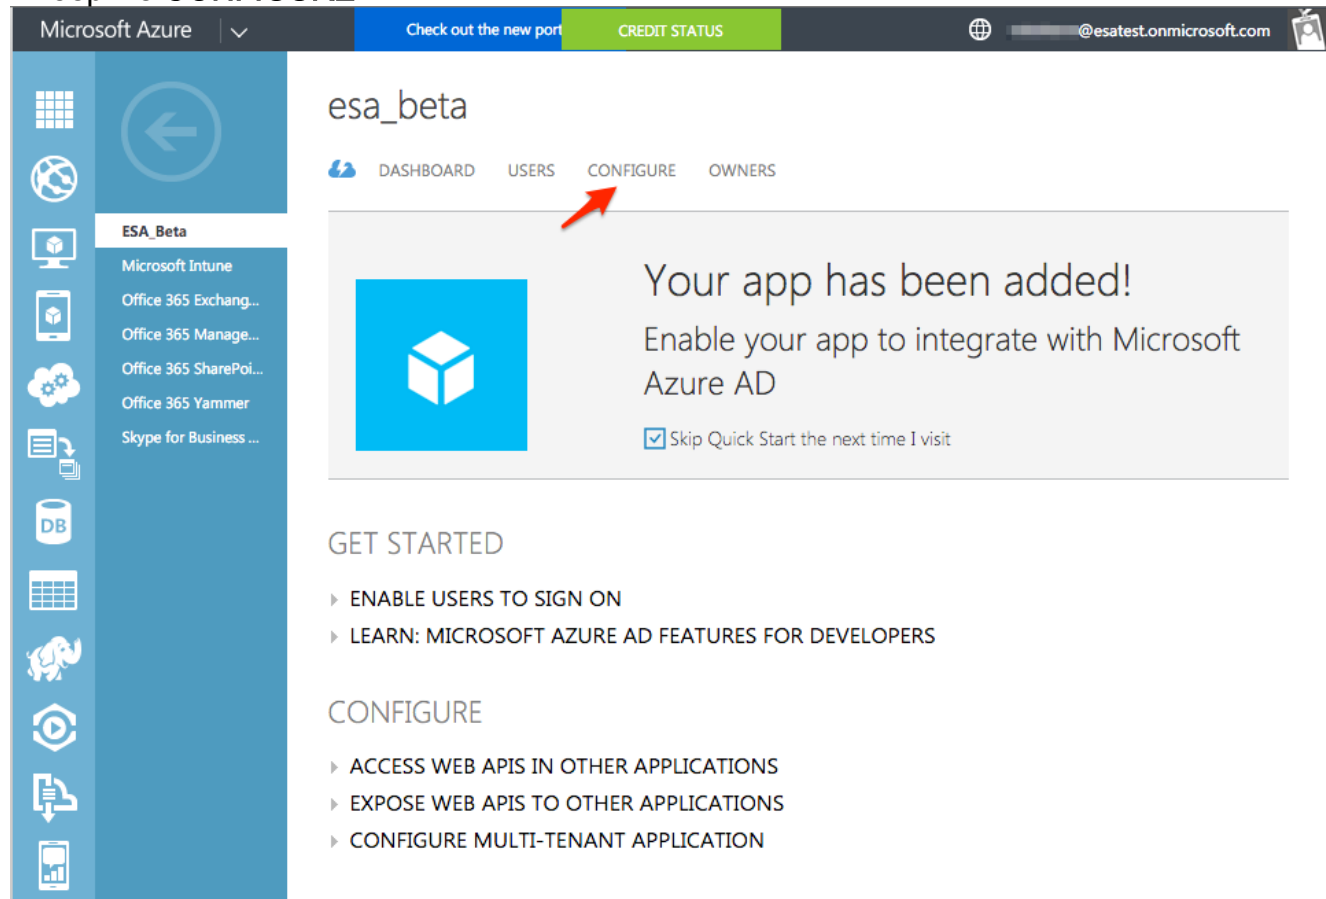 CONFIGURE
Microsoft Azure
Check out the new port
CREDIT STATUS
@esatest.onmicrosoft.com
esa_beta
DASHBOARD USERS CONFIGURE OWNERS
ESA_Beta
Microsoft Intune
Office 365 Exchang...
Office 365 Manage...
Office 365 SharePoi...
Office 365 Yammer
Skype for Business ...
DB
Your app has been added!
Enable your app to integrate with Microsoft
Azure AD
Skip Quick Start the next time I visit
GET STARTED
ENABLE USERS TO SIGN ON
LEARN: MICROSOFT AZURE AD FEATURES FOR DEVELOPERS
CONFIGURE
ACCESS WEB APIS IN OTHER APPLICATIONS
EXPOSE WEB APIS TO OTHER APPLICATIONS
CONFIGURE MULTI-TENANT APPLICATION